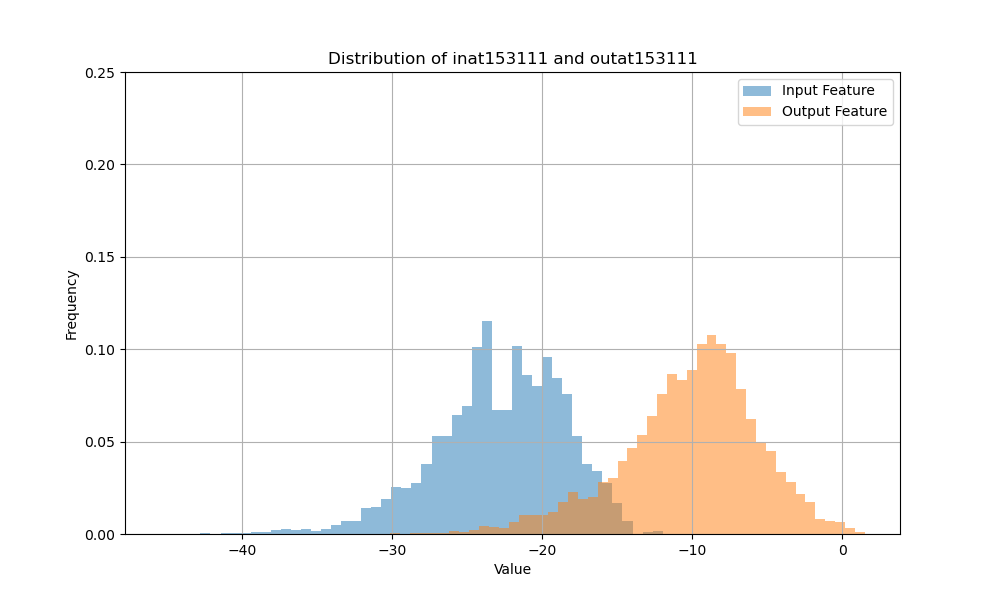 Distribution of inat153111 and outat153111
Input Feature
Output Feature
Frequency
0.25
0.20
0.15
0.10
0.05
0.00
−40
−30
−20
−10
0
Value